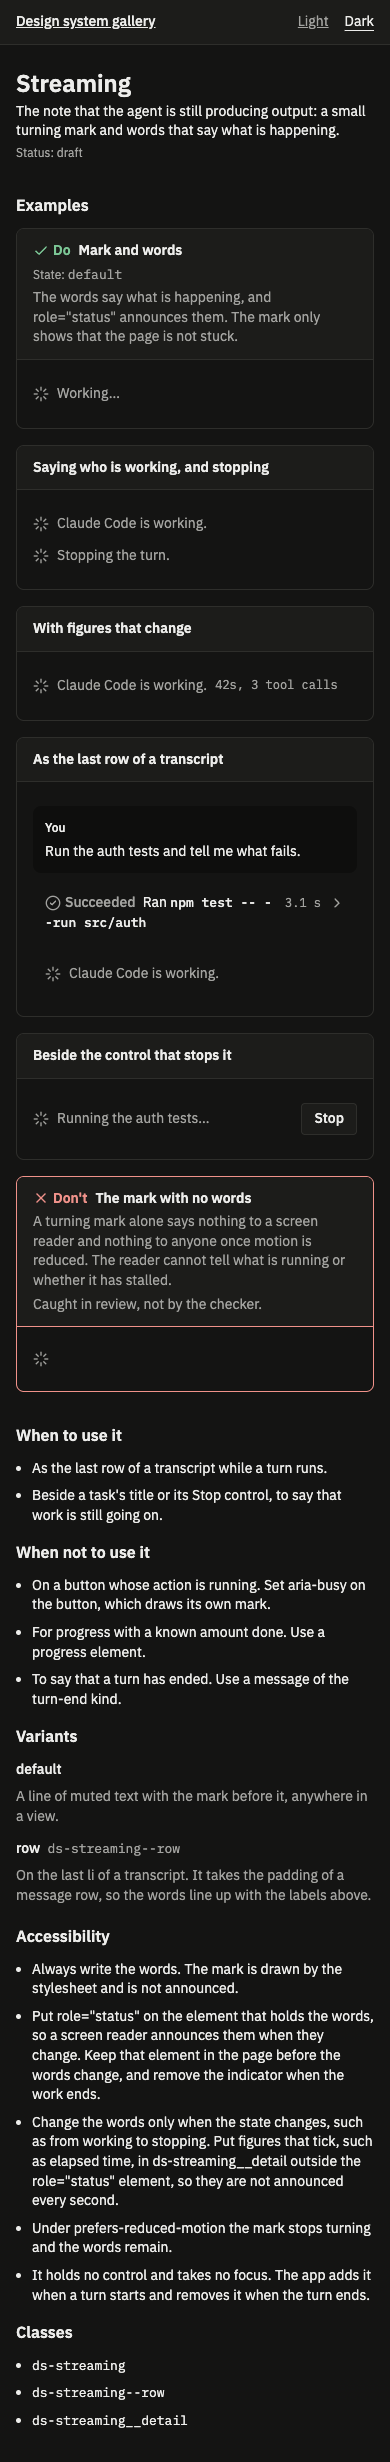 Design system gallery Light Dark
Streaming
The note that the agent is still producing output: a small
turning mark and words that say what is happening.
Status: draft
Examples
Do Mark and words
State: default
The words say what is happening, and
role="status" announces them. The mark only
shows that the page is not stuck.
Working...
Saying who is working, and stopping
Claude Code is working.
Stopping the turn.
With figures that change
Claude Code is working. 42s, 3 tool calls
As the last row of a transcript
You
Run the auth tests and tell me what fails.
Succeeded Ran npm test -- - 3.1 s
-run src/auth
Claude Code is working.
Beside the control that stops it
Running the auth tests... Stop
Don't The mark with no words
A turning mark alone says nothing to a screen
reader and nothing to anyone once motion is
reduced. The reader cannot tell what is running or
whether it has stalled.
Caught in review, not by the checker.
When to use it
• As the last row of a transcript while a turn runs.
• Beside a task's title or its Stop control, to say that
work is still going on.
When not to use it
• On a button whose action is running. Set aria-busy on
the button, which draws its own mark.
• For progress with a known amount done. Use a
progress element.
• To say that a turn has ended. Use a message of the
turn-end kind.
Variants
default
A line of muted text with the mark before it, anywhere in
a view.
row ds-streaming--row
On the last li of a transcript. It takes the padding of a
message row, so the words line up with the labels above.
Accessibility
• Always write the words. The mark is drawn by the
stylesheet and is not announced.
• Put role="status" on the element that holds the words,
so a screen reader announces them when they
change. Keep that element in the page before the
words change, and remove the indicator when the
work ends.
• Change the words only when the state changes, such
as from working to stopping. Put figures that tick, such
as elapsed time, in ds-streaming__detail outside the
role="status" element, so they are not announced
every second.
• Under prefers-reduced-motion the mark stops turning
and the words remain.
• It holds no control and takes no focus. The app adds it
when a turn starts and removes it when the turn ends.
Classes
• ds-streaming
• ds-streaming--row
• ds-streaming__detail